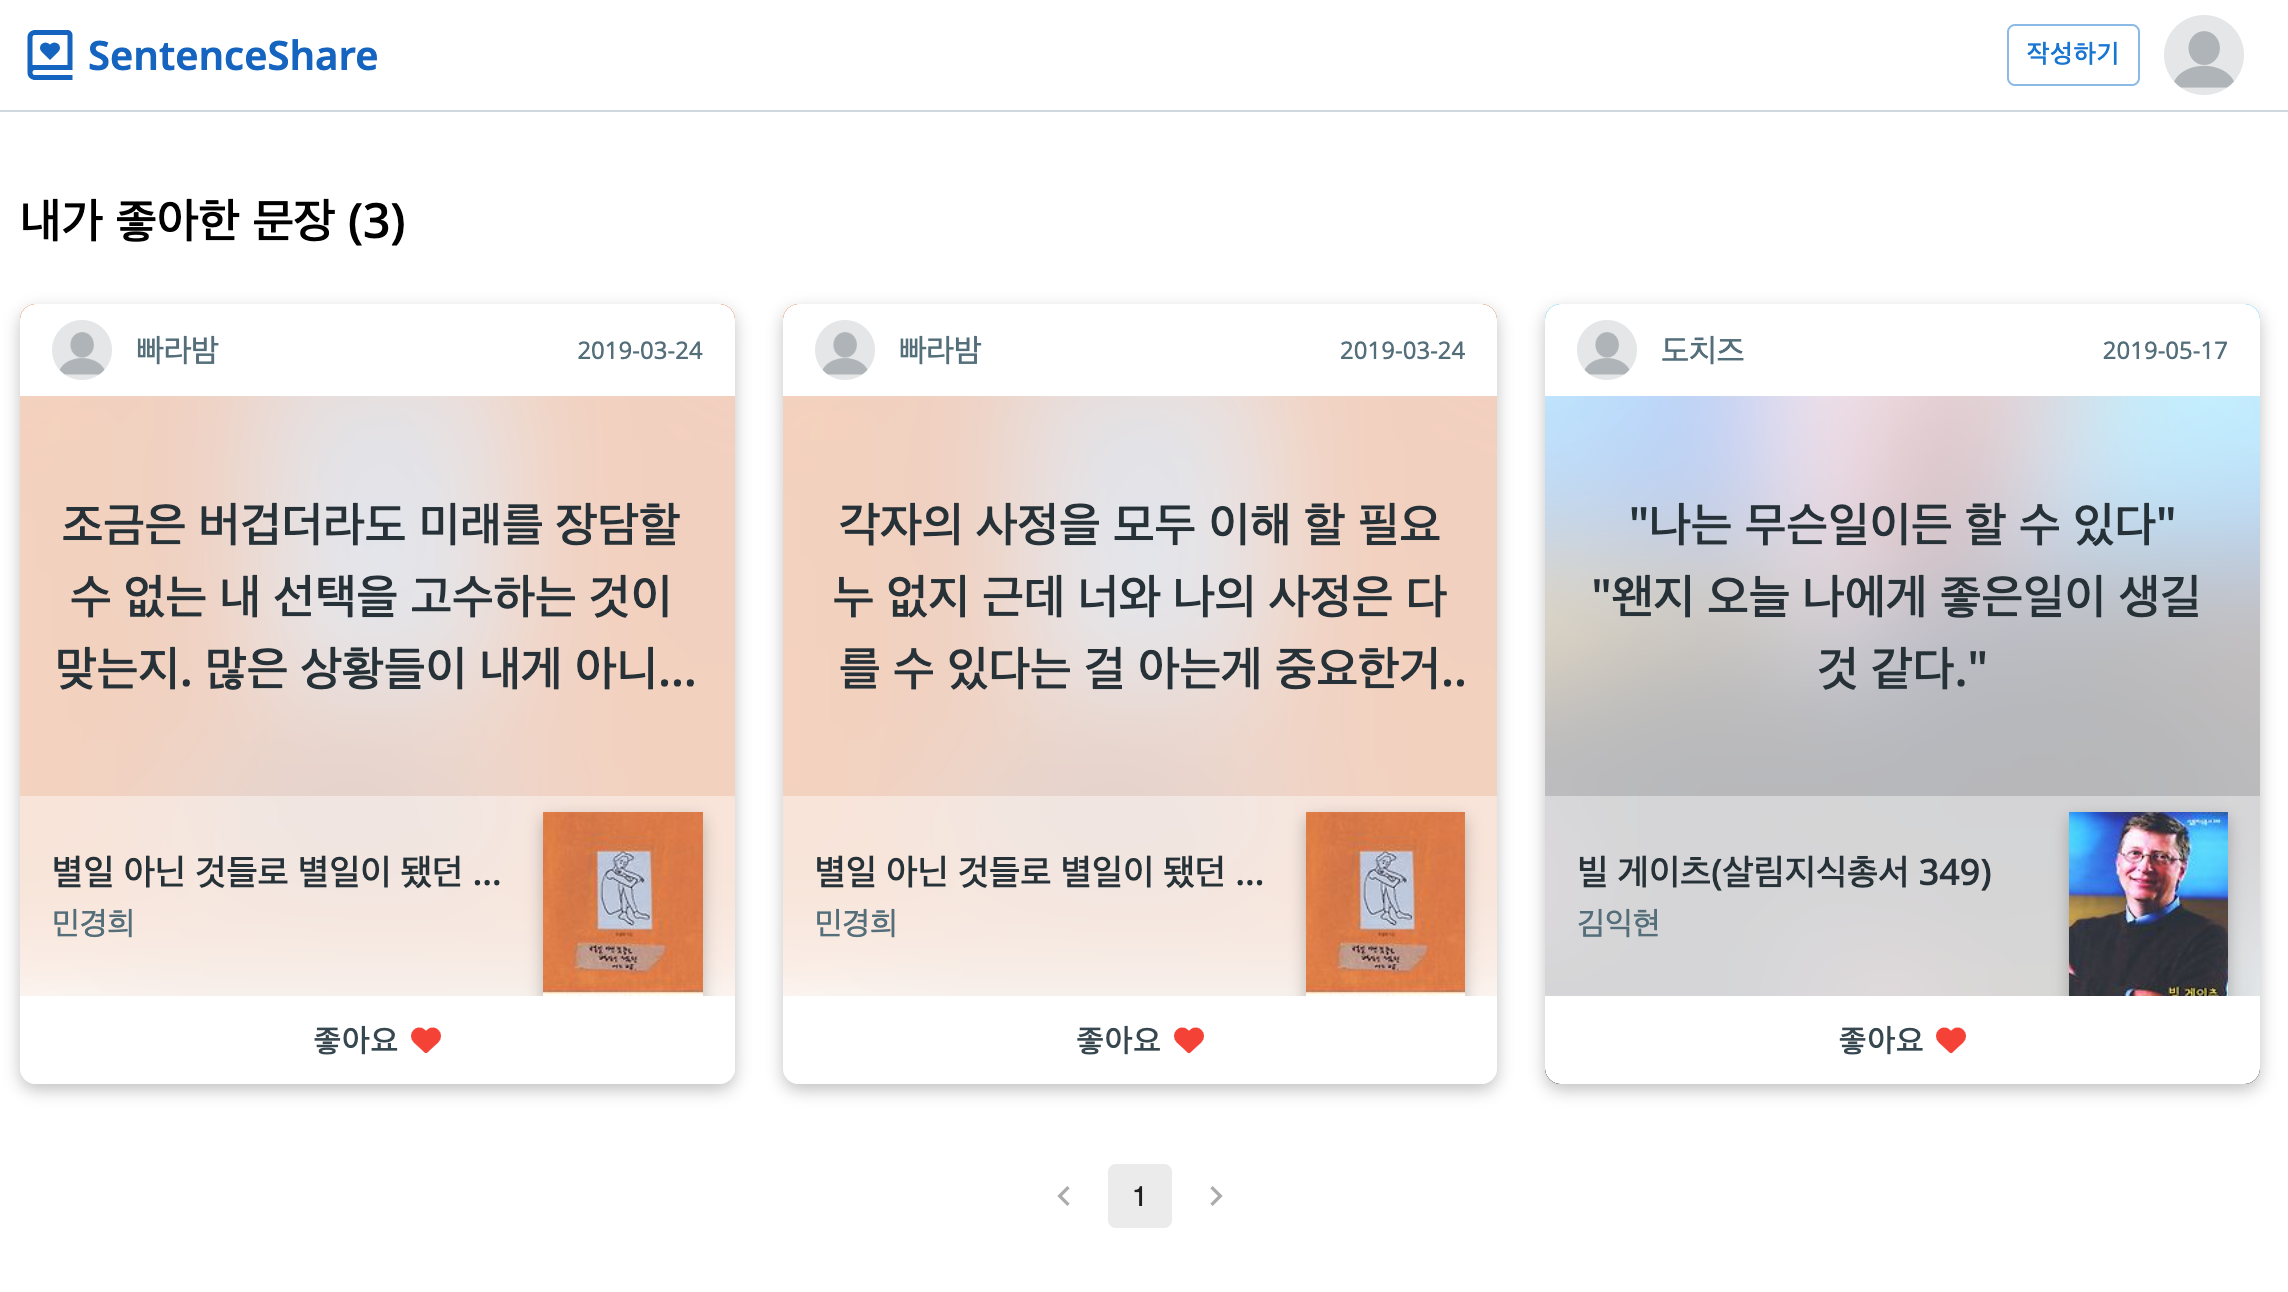 SentenceShare
작성하기
내가 좋아한 문장 (3)
빠라밤
2019-03-24
조금은 버겁더라도 미래를 장담할
수 없는 내 선택을 고수하는 것이
맞는지. 많은 상황들이 내게 아니...
별일 아닌 것들로 별일이 됐던 ...
민경희
좋아요
빠라밤
2019-03-24
각자의 사정을 모두 이해 할 필요
누 없지 근데 너와 나의 사정은 다
를 수 있다는 걸 아는게 중요한거..
별일 아닌 것들로 별일이 됐던 ...
민경희
좋아요
도치즈
2019-05-17
"나는 무슨일이든 할 수 있다"
"왠지 오늘 나에게 좋은일이 생길
것 같다."
빌 게이츠(살림지식총서 349)
김익현
빌 게이츠
좋아요
1